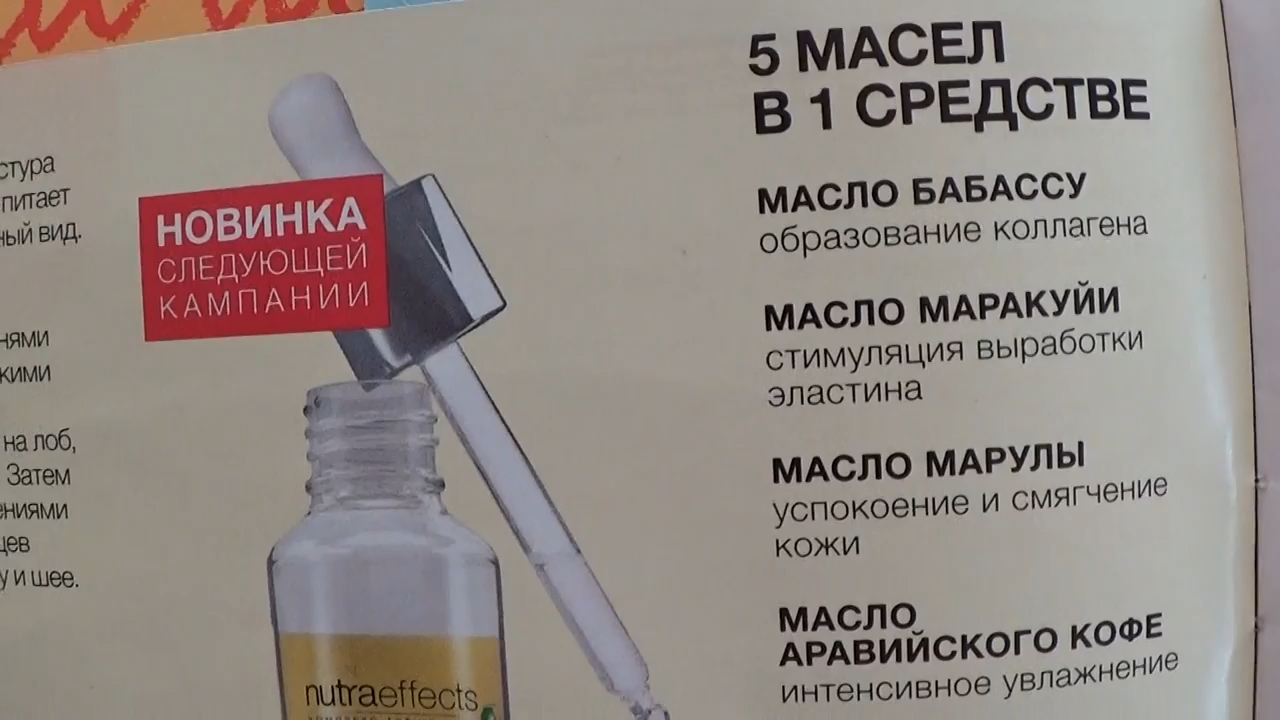 стура
питает
ный вид.
нями
кими
на лоб,
Затем
ениями
цев
у и шее.
НОВИНКА
СЛЕДУЮЩЕЙ
КАМПАНИИ
nutraeffects
5 МАСЕЛ
В 1 СРЕДСТВЕ
МАСЛО БАБАССУ
образование коллагена
МАСЛО МАРАКУЙИ
стимуляция выработки
эластина
МАСЛО МАРУЛЫ
успокоение и смягчение
кожи
МАСЛО
АРАВИЙСКОГО КОФЕ
интенсивное увлажнение